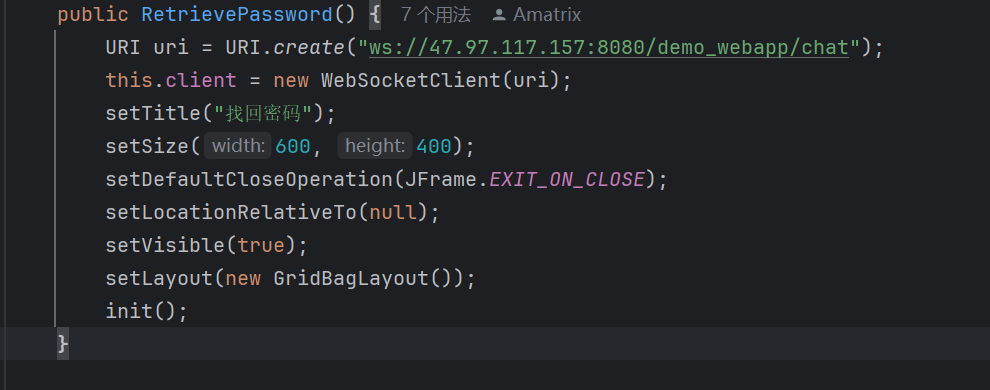 public RetrievePassword() { 7 个用法 Amatrix
URI uri = URI.create("ws://47.97.117.157:8080/demo_webapp/chat");
this.client = new WebSocketClient(uri);
setTitle("找回密码");
setSize( width: 600, height: 400);
setDefaultCloseOperation(JFrame.EXIT_ON_CLOSE);
setLocationRelativeTo(null);
setVisible(true);
setLayout(new GridBagLayout());
init();
}